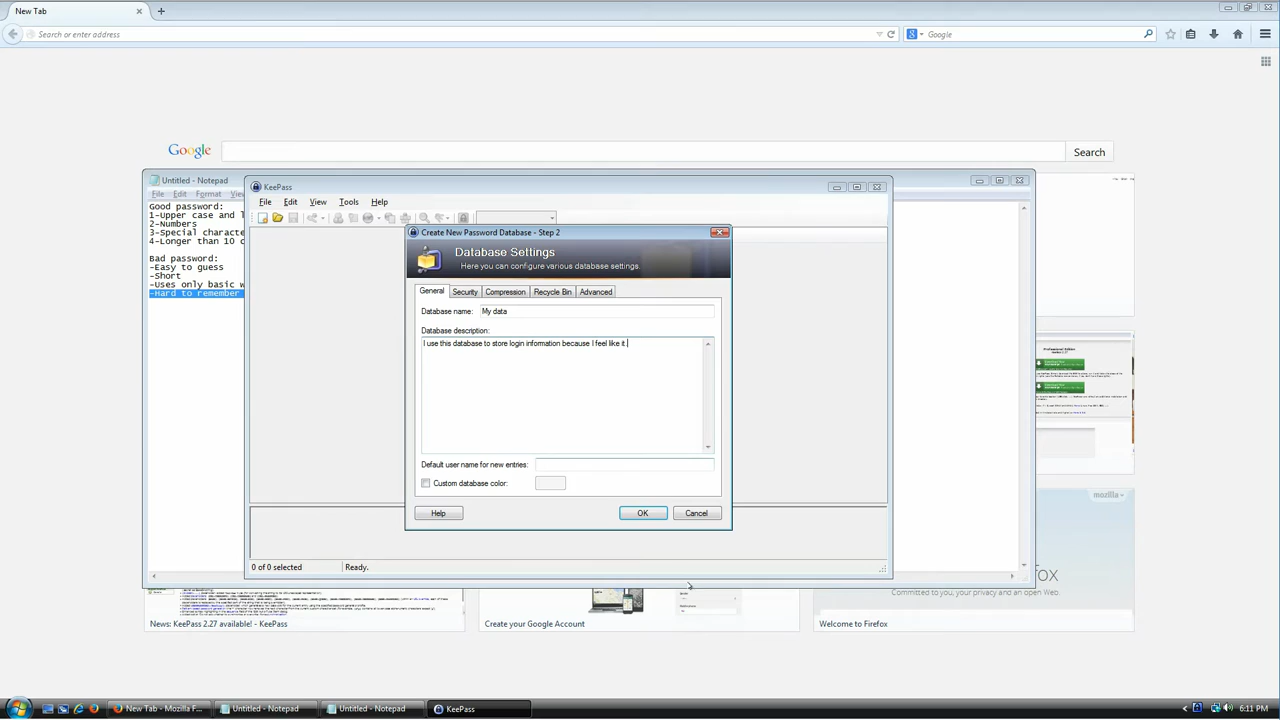 New Tab
Search or enter address
Google
Google
Search
Untitled - Notepad
File Edit Format View
Good password:
1-Upper case and l
2-Numbers
3-Special characte
4-Longer than 10 c
Bad password:
-Easy to guess
-Short
-Uses only basic w
-Hard to remember
KeePass
File Edit View Tools Help
Create New Password Database - Step 2
Database Settings
Here you can configure various database settings.
General Security Compression Recycle Bin Advanced
Database name: My data
Database description:
I use this database to store login information because I feel like it.
Default user name for new entries:
Custom database color:
Help OK Cancel
0 of 0 selected Ready.
mozilla
FOX
Committed to you, your privacy and an open Web.
News: KeePass 2.27 available! - KeePass
Create your Google Account
Welcome to Firefox
New Tab - Mozilla F...
Untitled - Notepad
Untitled - Notepad
KeePass
6:11 PM